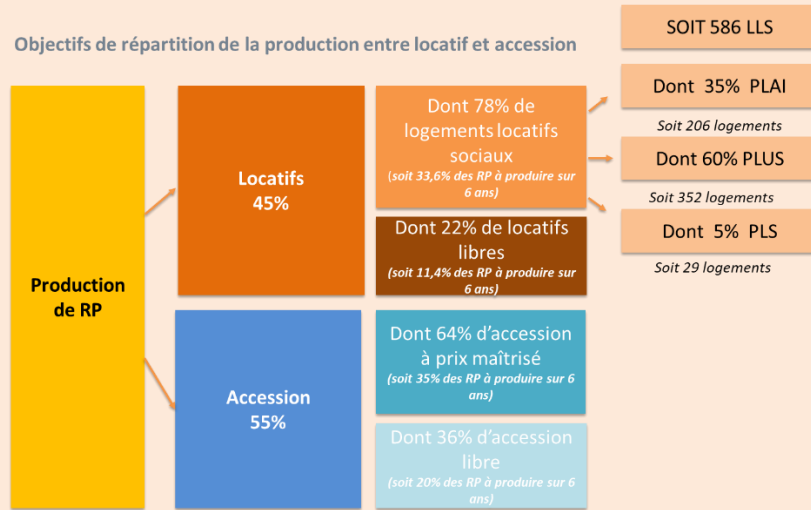 Objectifs de répartition de la production entre locatif et accession
Production
de RP
Locatifs
45%
Dont 78% de
logements locatifs
sociaux
(soit 33,6% des RP à produire sur
6 ans)
Dont 22% de locatifs
libres
(soit 11,4% des RP à produire sur
6 ans)
SOIT 586 LLS
Dont 35% PLAI
Soit 206 logements
Dont 60% PLUS
Soit 352 logements
Dont 5% PLS
Soit 29 logements
Accession
55%
Dont 64% d’accession
à prix maîtrisé
(soit 35% des RP à produire sur 6
ans)
Dont 36% d’accession
libre
(soit 20% des RP à produire sur 6
ans)